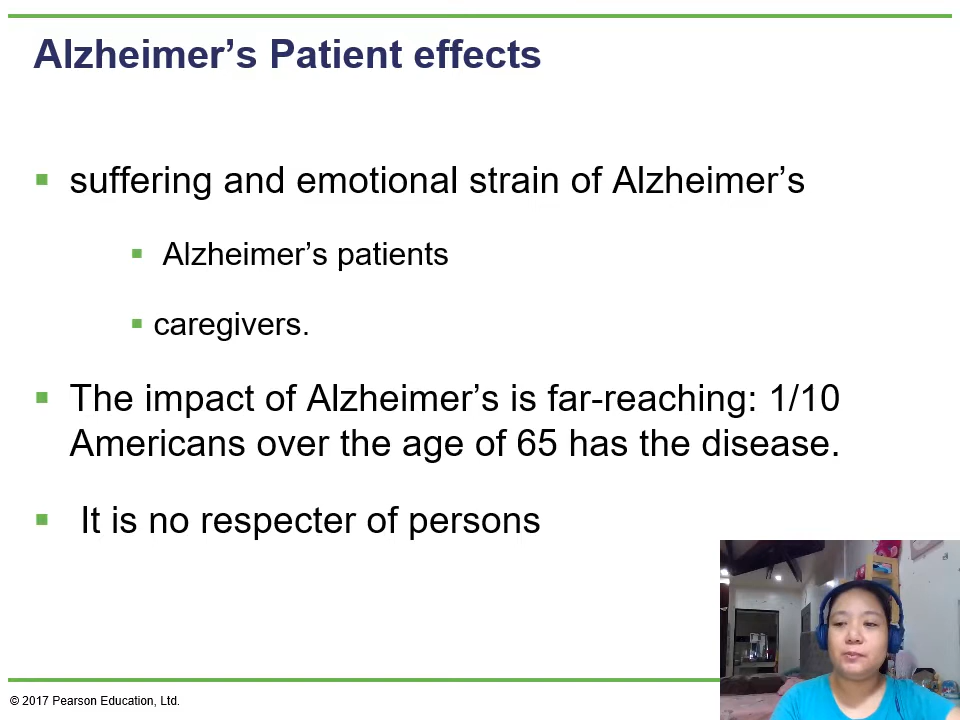 Alzheimer’s Patient effects
suffering and emotional strain of Alzheimer’s
Alzheimer’s patients
caregivers.
The impact of Alzheimer’s is far-reaching: 1/10
Americans over the age of 65 has the disease.
It is no respecter of persons
© 2017 Pearson Education, Ltd.